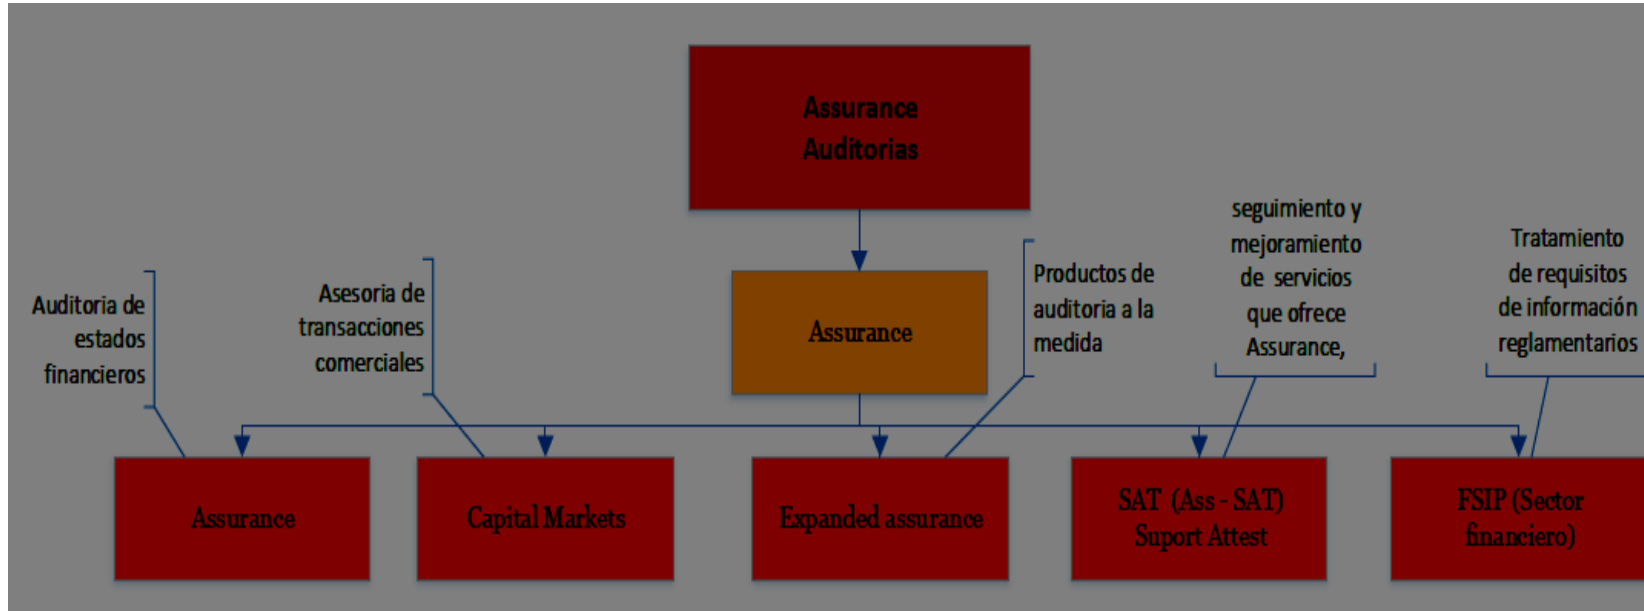 Assurance
Auditorias
Auditoria de
estados
financieros
Asesoria de
transacciones
comerciales
Assurance
Productos de
auditoria a la
medida
seguimiento y
mejoramiento
de servicios
que ofrece
Assurance,
Tratamiento
de requisitos
de información
reglamentarios
Assurance
Capital Markets
Expanded assurance
SAT (Ass - SAT)
Suport Attest
FSIP (Sector
financiero)